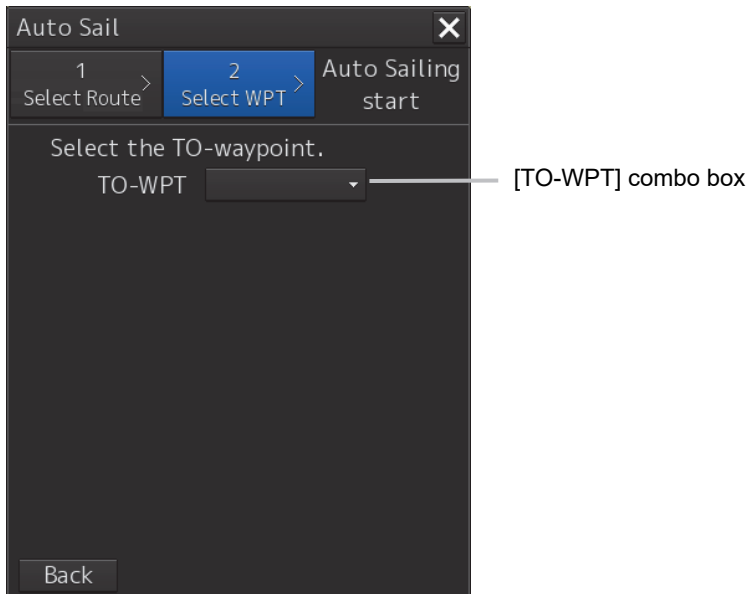 Auto Sail
1
Select Route
2
Select WPT
Auto Sailing
start
Select the TO-waypoint.
TO-WPT
[TO-WPT] combo box
Back